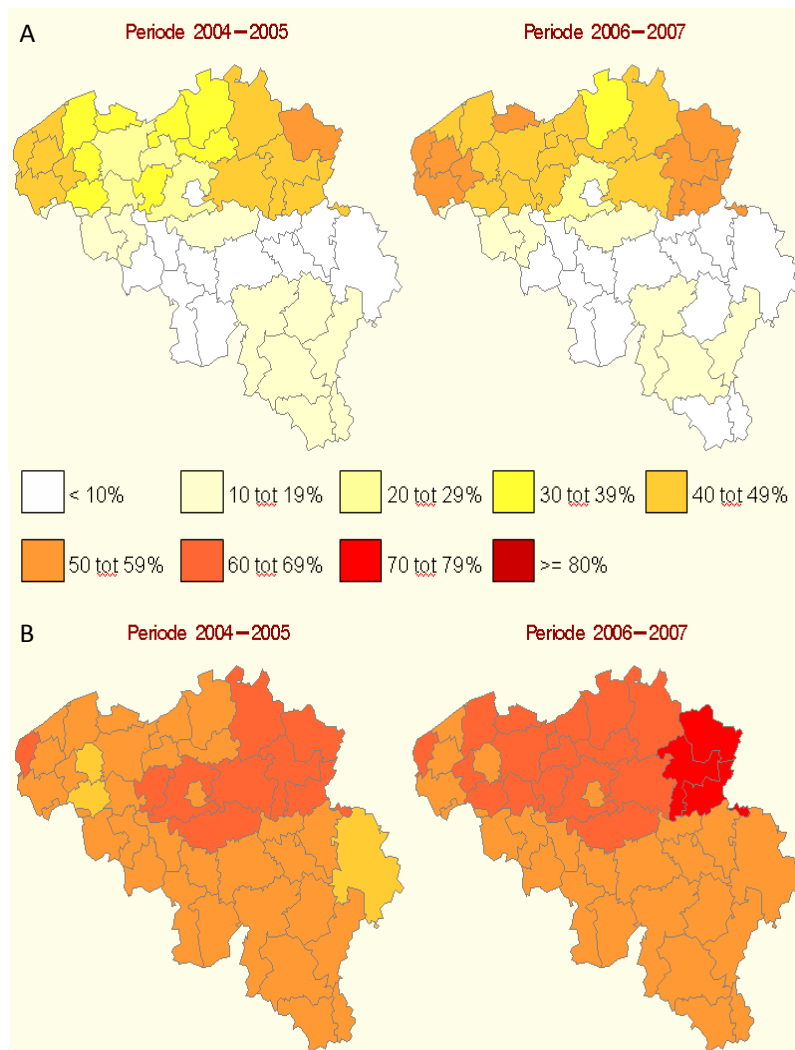 A
Periode 2004–2005 Periode 2006–2007
< 10% 10 tot 19% 20 tot 29% 30 tot 39% 40 tot 49%
50 tot 59% 60 tot 69% 70 tot 79% >= 80%
B
Periode 2004–2005 Periode 2006–2007